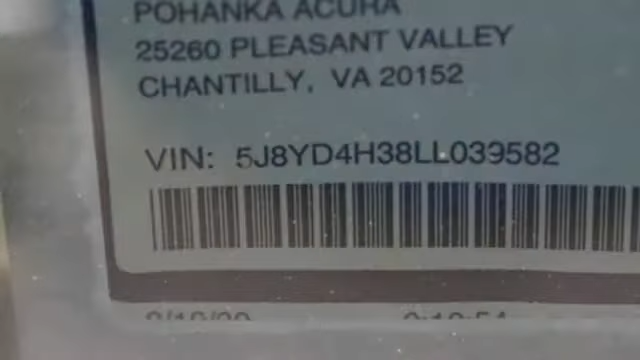 POHANKA ACURA
25260 PLEASANT VALLEY
CHANTILLY, VA 20152
VIN: 5J8YD4H38LL039582